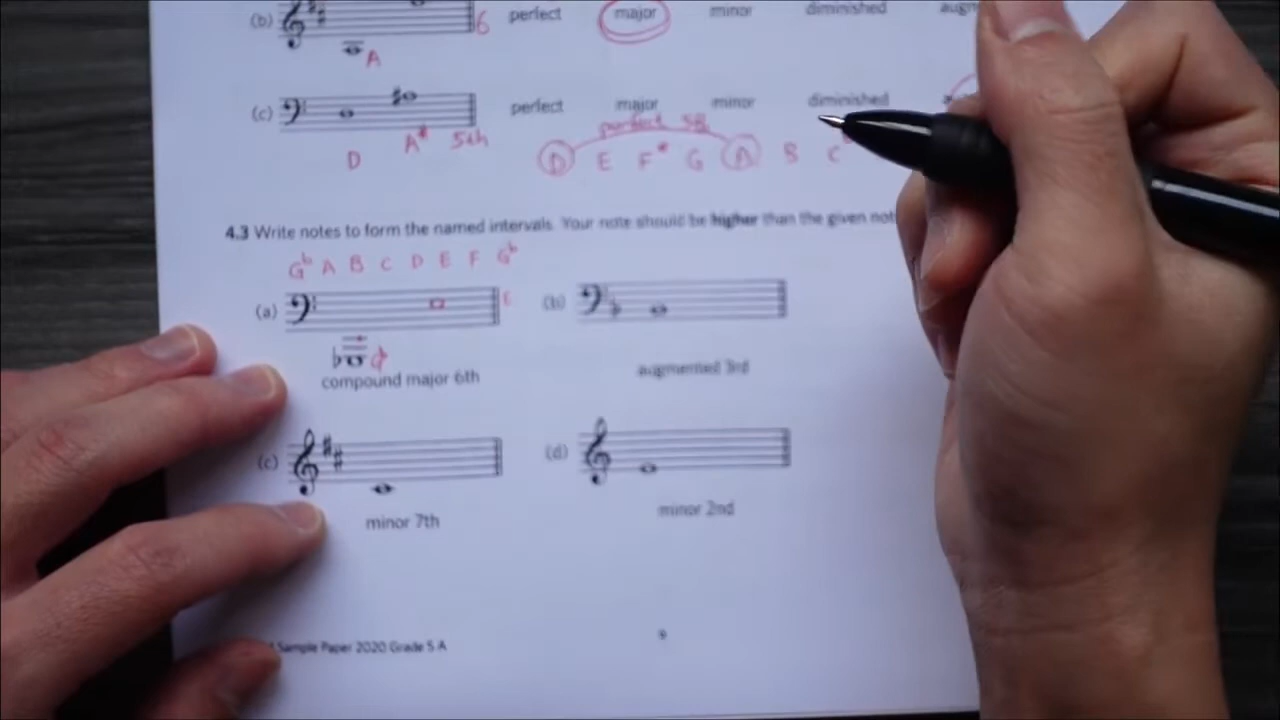 (b) 6 perfect major minor diminished
A
(c) perfect major minor diminished
D A# 5th perfect 5th
D E F# G A B C
4.3 Write notes to form the named intervals. Your note should be higher than the given
Gb A B C D E F Gb
(a) (b)
compound major 6th augmented 3rd
(c) (d)
minor 7th minor 2nd
Sample Paper 2020 Grade 5 A 9